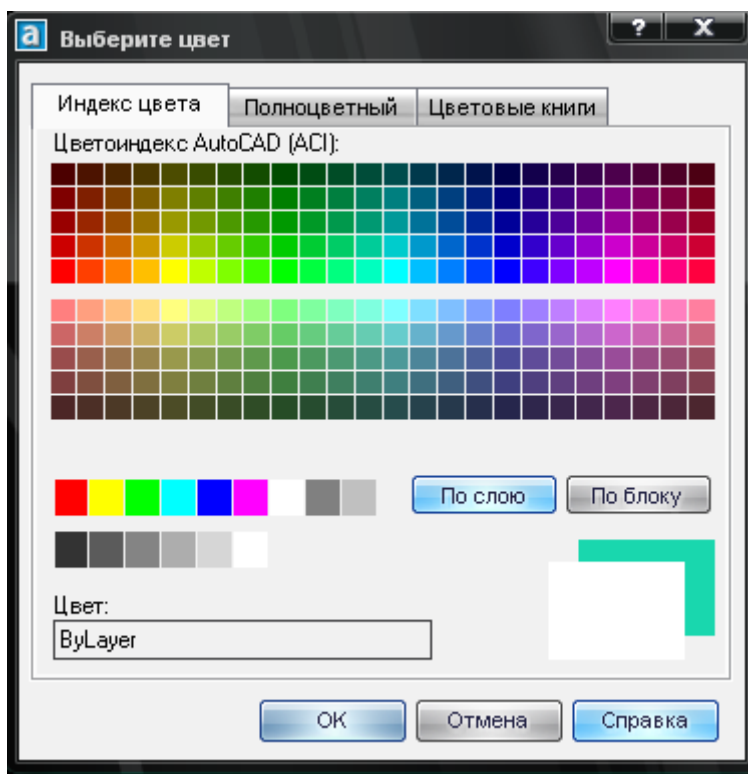 a Выберите цвет ? X
Индекс цвета Полноцветный Цветовые книги
Цветоиндекс AutoCAD (ACI):
По слою По блоку
Цвет:
ByLayer
OK Отмена Справка